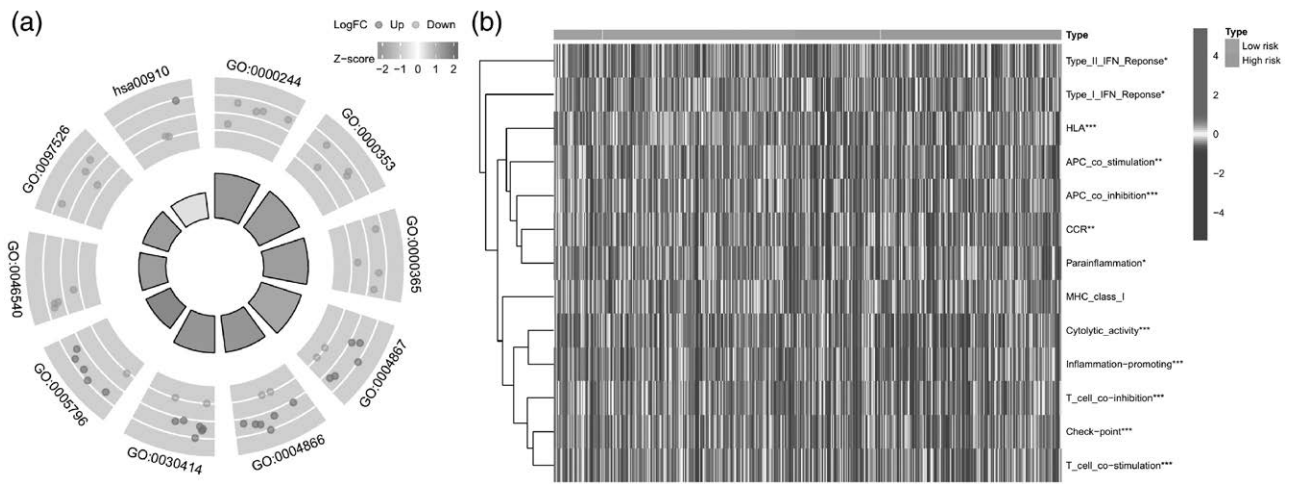 (a)
LogFC Up Down
Z-score
−2 −1 0 1 2
hsa00910
GO:0000244
GO:0000353
GO:0000365
GO:0004867
GO:0004866
GO:0030414
GO:0005796
GO:0046540
GO:0097526
(b)
Type
Type_II_IFN_Reponse*
Type_I_IFN_Reponse*
HLA***
APC_co_stimulation**
APC_co_inhibition***
CCR**
Parainflammation*
MHC_class_I
Cytolytic_activity***
Inflammation-promoting***
T_cell_co-inhibition***
Check-point***
T_cell_co-stimulation***
4
2
0
−2
−4
Type
Low risk
High risk